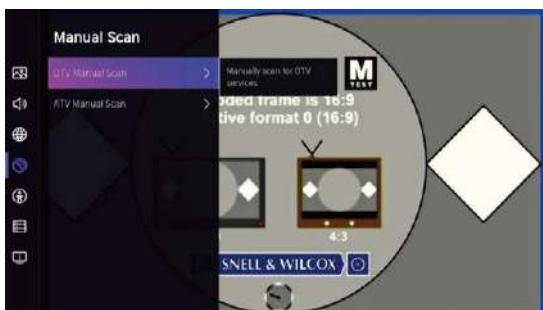 Manual Scan
DTV Manual Scan
Manually scan for DTV
services.
ATV Manual Scan
M
TEST
oded frame is 16:9
tive format 0 (16:9)
4:3
SNELL & WILCOX